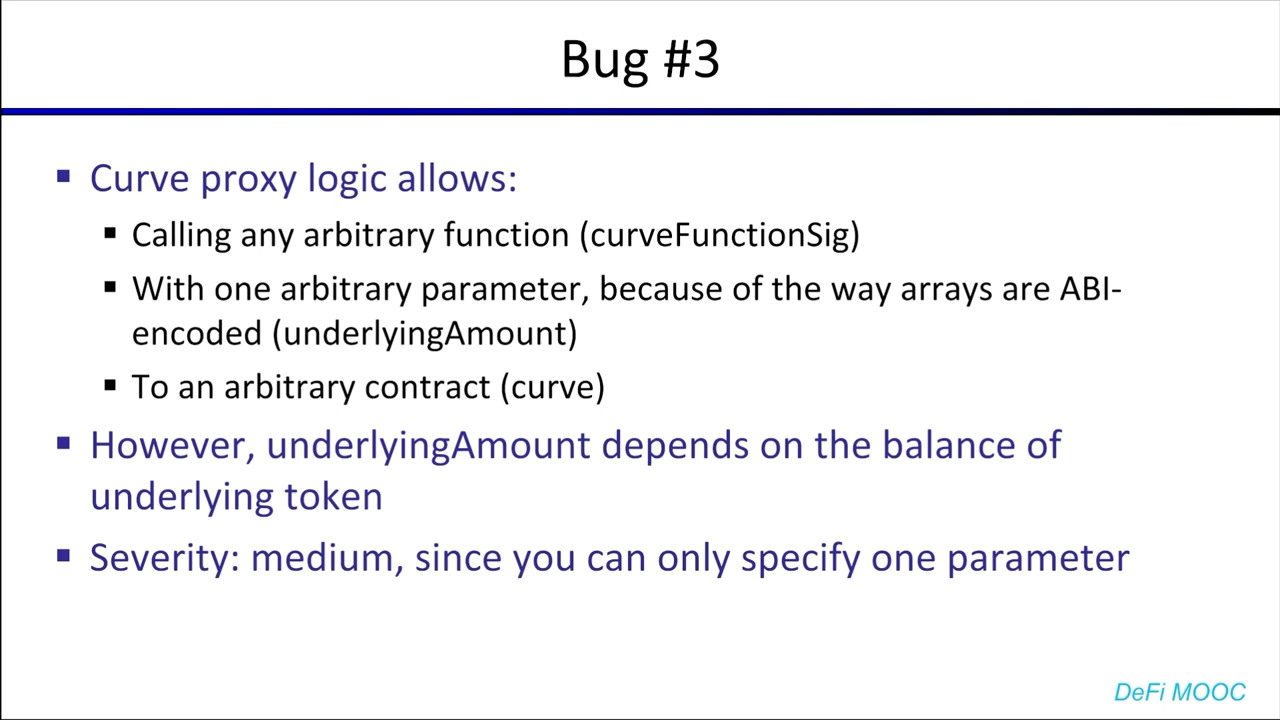 Bug #3
▪ Curve proxy logic allows:
▪ Calling any arbitrary function (curveFunctionSig)
▪ With one arbitrary parameter, because of the way arrays are ABI-
encoded (underlyingAmount)
▪ To an arbitrary contract (curve)
▪ However, underlyingAmount depends on the balance of
underlying token
▪ Severity: medium, since you can only specify one parameter
DeFi MOOC